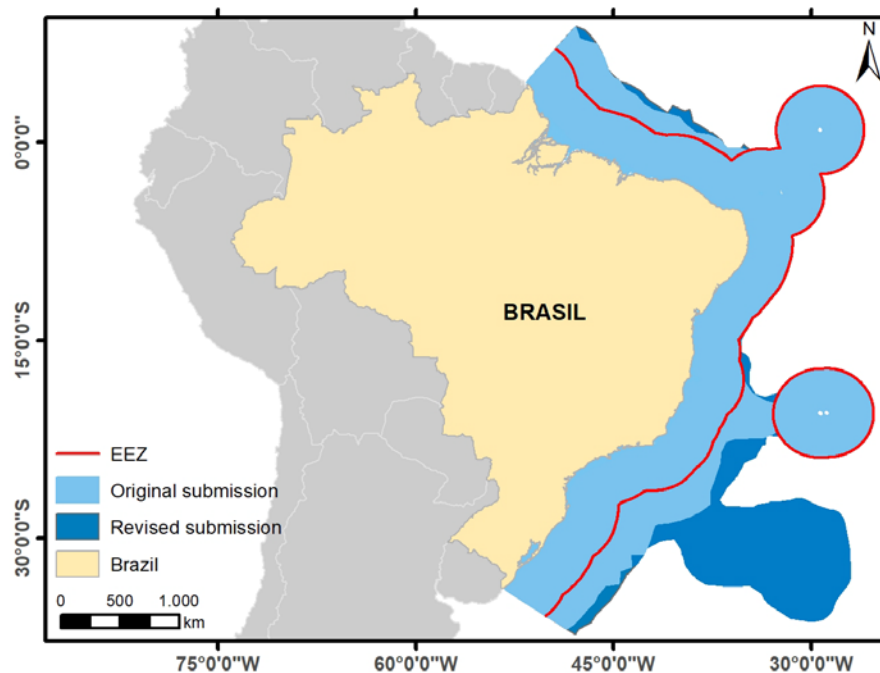 N
0°0'0"
15°0'0"S
30°0'0"S
BRASIL
EEZ
Original submission
Revised submission
Brazil
0 500 1.000
km
75°0'0"W 60°0'0"W 45°0'0"W 30°0'0"W